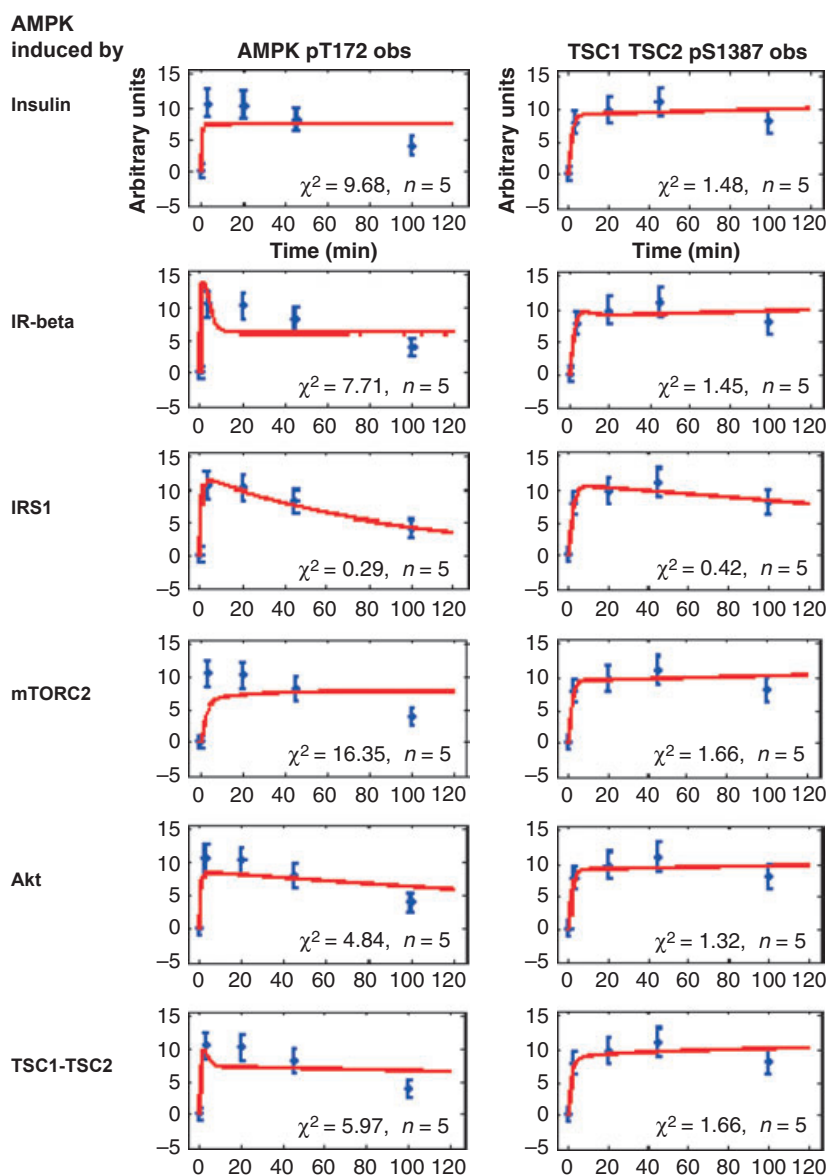 AMPK
induced by
AMPK pT172 obs
TSC1 TSC2 pS1387 obs
Insulin
Arbitrary units
15
10
5
0
−5
χ² = 9.68, n = 5
0 20 40 60 80 100 120
Time (min)
Arbitrary units
15
10
5
0
−5
χ² = 1.48, n = 5
0 20 40 60 80 100 120
Time (min)
IR-beta
15
10
5
0
−5
χ² = 7.71, n = 5
0 20 40 60 80 100 120
15
10
5
0
−5
χ² = 1.45, n = 5
0 20 40 60 80 100 120
IRS1
15
10
5
0
−5
χ² = 0.29, n = 5
0 20 40 60 80 100 120
15
10
5
0
−5
χ² = 0.42, n = 5
0 20 40 60 80 100 120
mTORC2
15
10
5
0
−5
χ² = 16.35, n = 5
0 20 40 60 80 100 120
15
10
5
0
−5
χ² = 1.66, n = 5
0 20 40 60 80 100 120
Akt
15
10
5
0
−5
χ² = 4.84, n = 5
0 20 40 60 80 100 120
15
10
5
0
−5
χ² = 1.32, n = 5
0 20 40 60 80 100 120
TSC1-TSC2
15
10
5
0
−5
χ² = 5.97, n = 5
0 20 40 60 80 100 120
15
10
5
0
−5
χ² = 1.66, n = 5
0 20 40 60 80 100 120